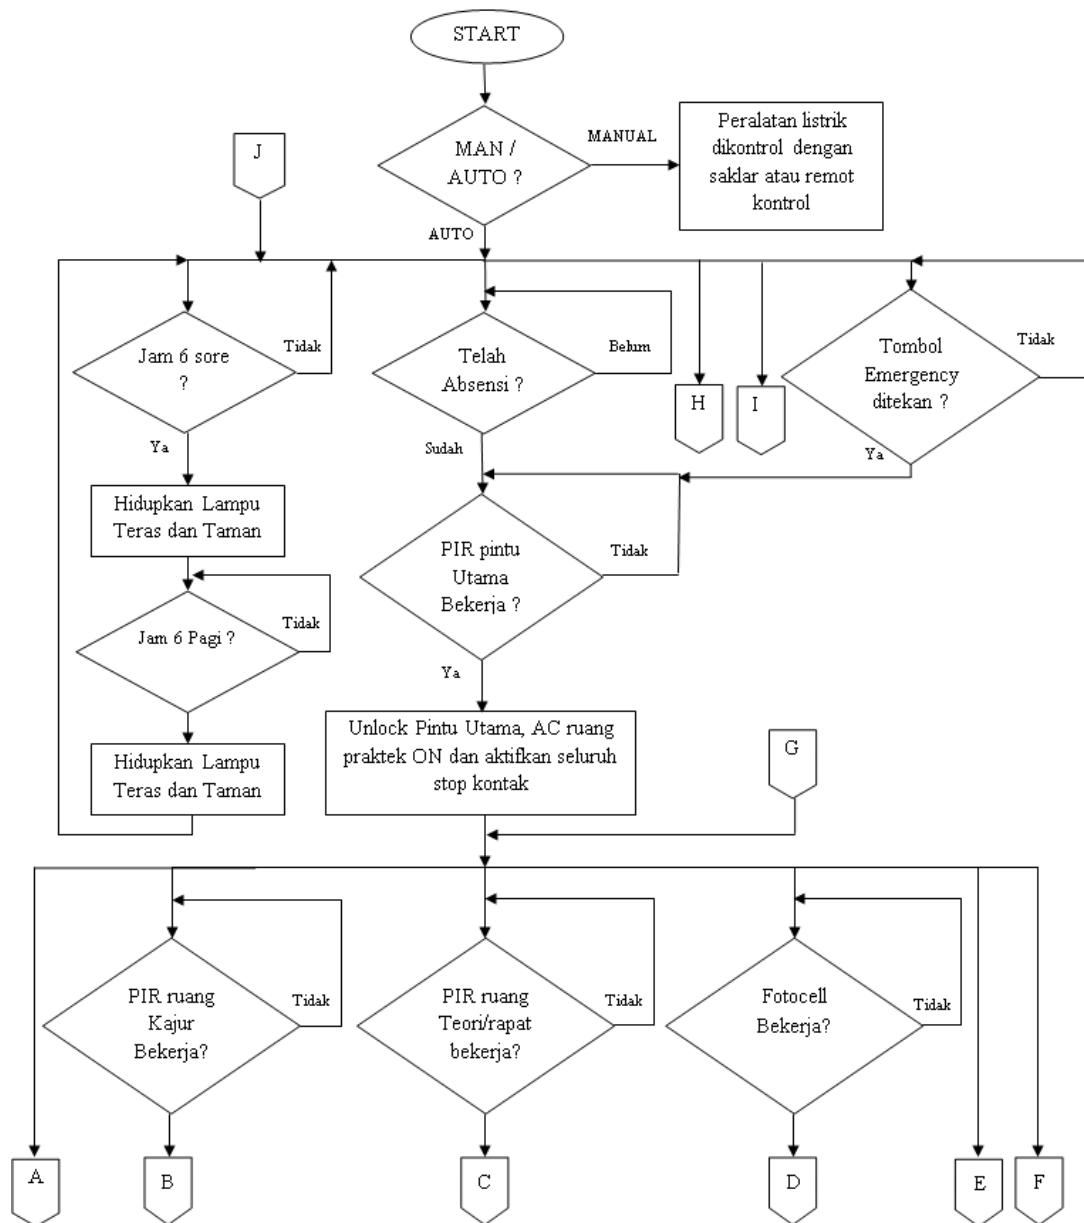 START
MAN /
AUTO ?
MANUAL
Peralatan listrik
dikontrol dengan
saklar atau remot
kontrol
J
AUTO
Jam 6 sore
?
Tidak
Ya
Telah
Absensi ?
Belum
Sudah
H
I
Tombol
Emergency
ditekan ?
Tidak
Ya
Hidupkan Lampu
Teras dan Taman
PIR pintu
Utama
Bekerja ?
Tidak
Ya
Jam 6 Pagi ?
Tidak
Hidupkan Lampu
Teras dan Taman
Unlock Pintu Utama, AC ruang
praktek ON dan aktifkan seluruh
stop kontak
G
PIR ruang
Kajur
Bekerja?
Tidak
PIR ruang
Teori/rapat
bekerja?
Tidak
Fotocell
Bekerja?
Tidak
A
B
C
D
E
F